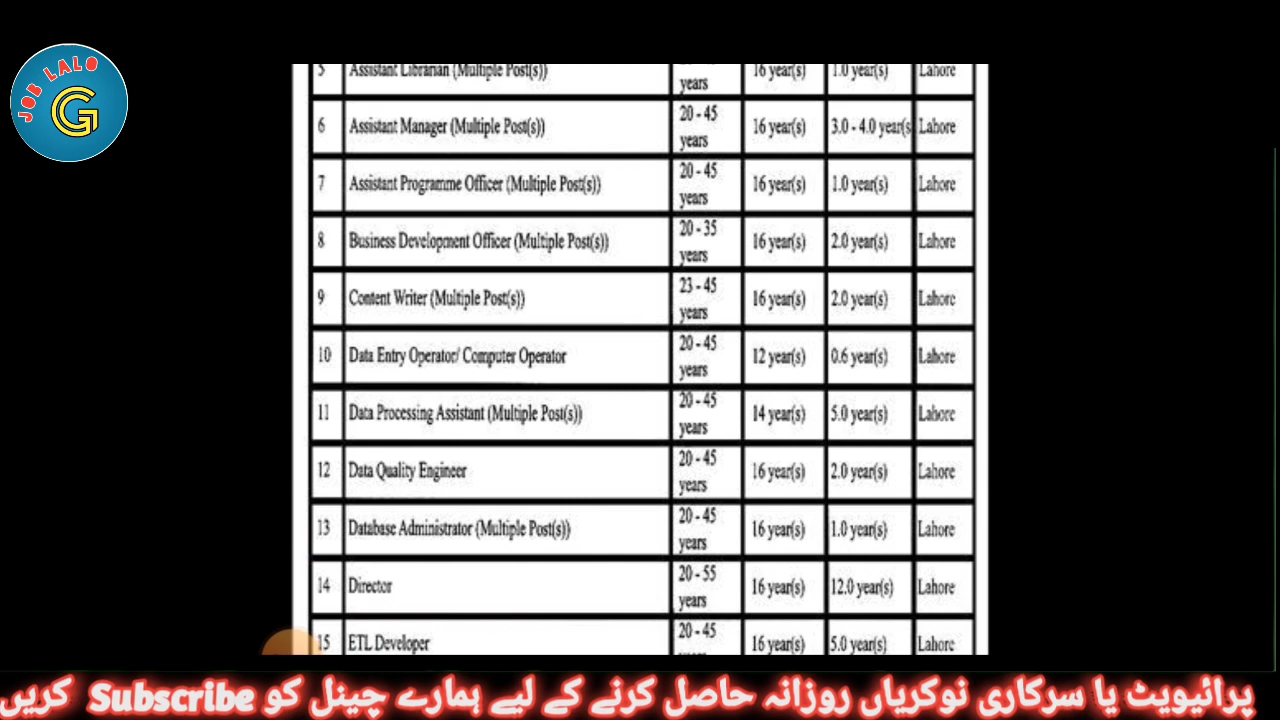 JOB LALO
G
5 Assistant Librarian (Multiple Post(s)) years 16 year(s) 1.0 year(s) Lahore
6 Assistant Manager (Multiple Post(s)) 20 - 45 years 16 year(s) 3.0 - 4.0 year(s Lahore
7 Assistant Programme Officer (Multiple Post(s)) 20 - 45 years 16 year(s) 1.0 year(s) Lahore
8 Business Development Officer (Multiple Post(s)) 20 - 35 years 16 year(s) 2.0 year(s) Lahore
9 Content Writer (Multiple Post(s)) 23 - 45 years 16 year(s) 2.0 year(s) Lahore
10 Data Entry Operator/ Computer Operator 20 - 45 years 12 year(s) 0.6 year(s) Lahore
11 Data Processing Assistant (Multiple Post(s)) 20 - 45 years 14 year(s) 5.0 year(s) Lahore
12 Data Quality Engineer 20 - 45 years 16 year(s) 2.0 year(s) Lahore
13 Database Administrator (Multiple Post(s)) 20 - 45 years 16 year(s) 1.0 year(s) Lahore
14 Director 20 - 55 years 16 year(s) 12.0 year(s) Lahore
15 ETL Developer 20 - 45 16 year(s) 5.0 year(s) Lahore
پرائیویٹ یا سرکاری نوکریاں روزانہ حاصل کرنے کے لیے ہمارے چینل کو Subscribe کریں